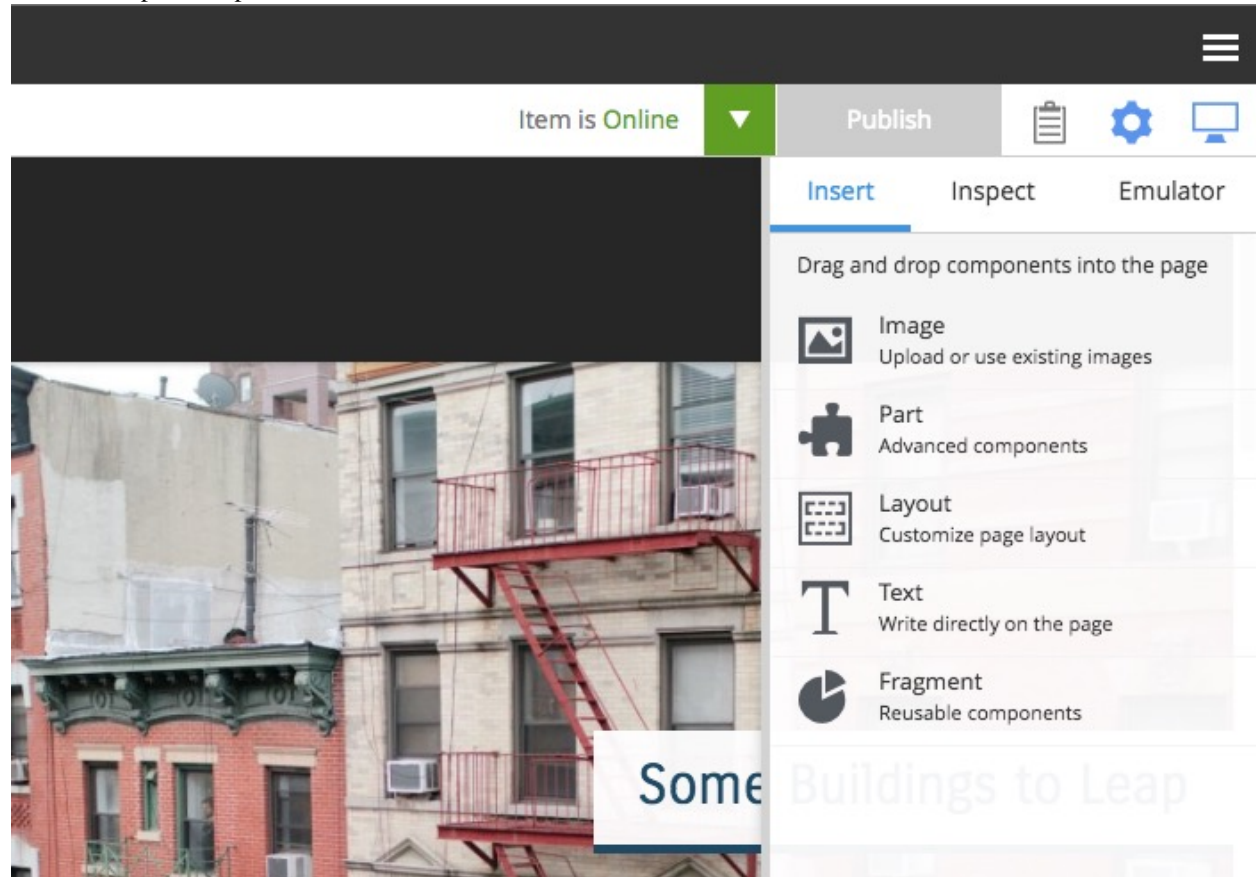 Item is Online
Publish
Insert
Inspect
Emulator
Drag and drop components into the page
Image
Upload or use existing images
Part
Advanced components
Layout
Customize page layout
Text
Write directly on the page
Fragment
Reusable components
Some Buildings to Leap